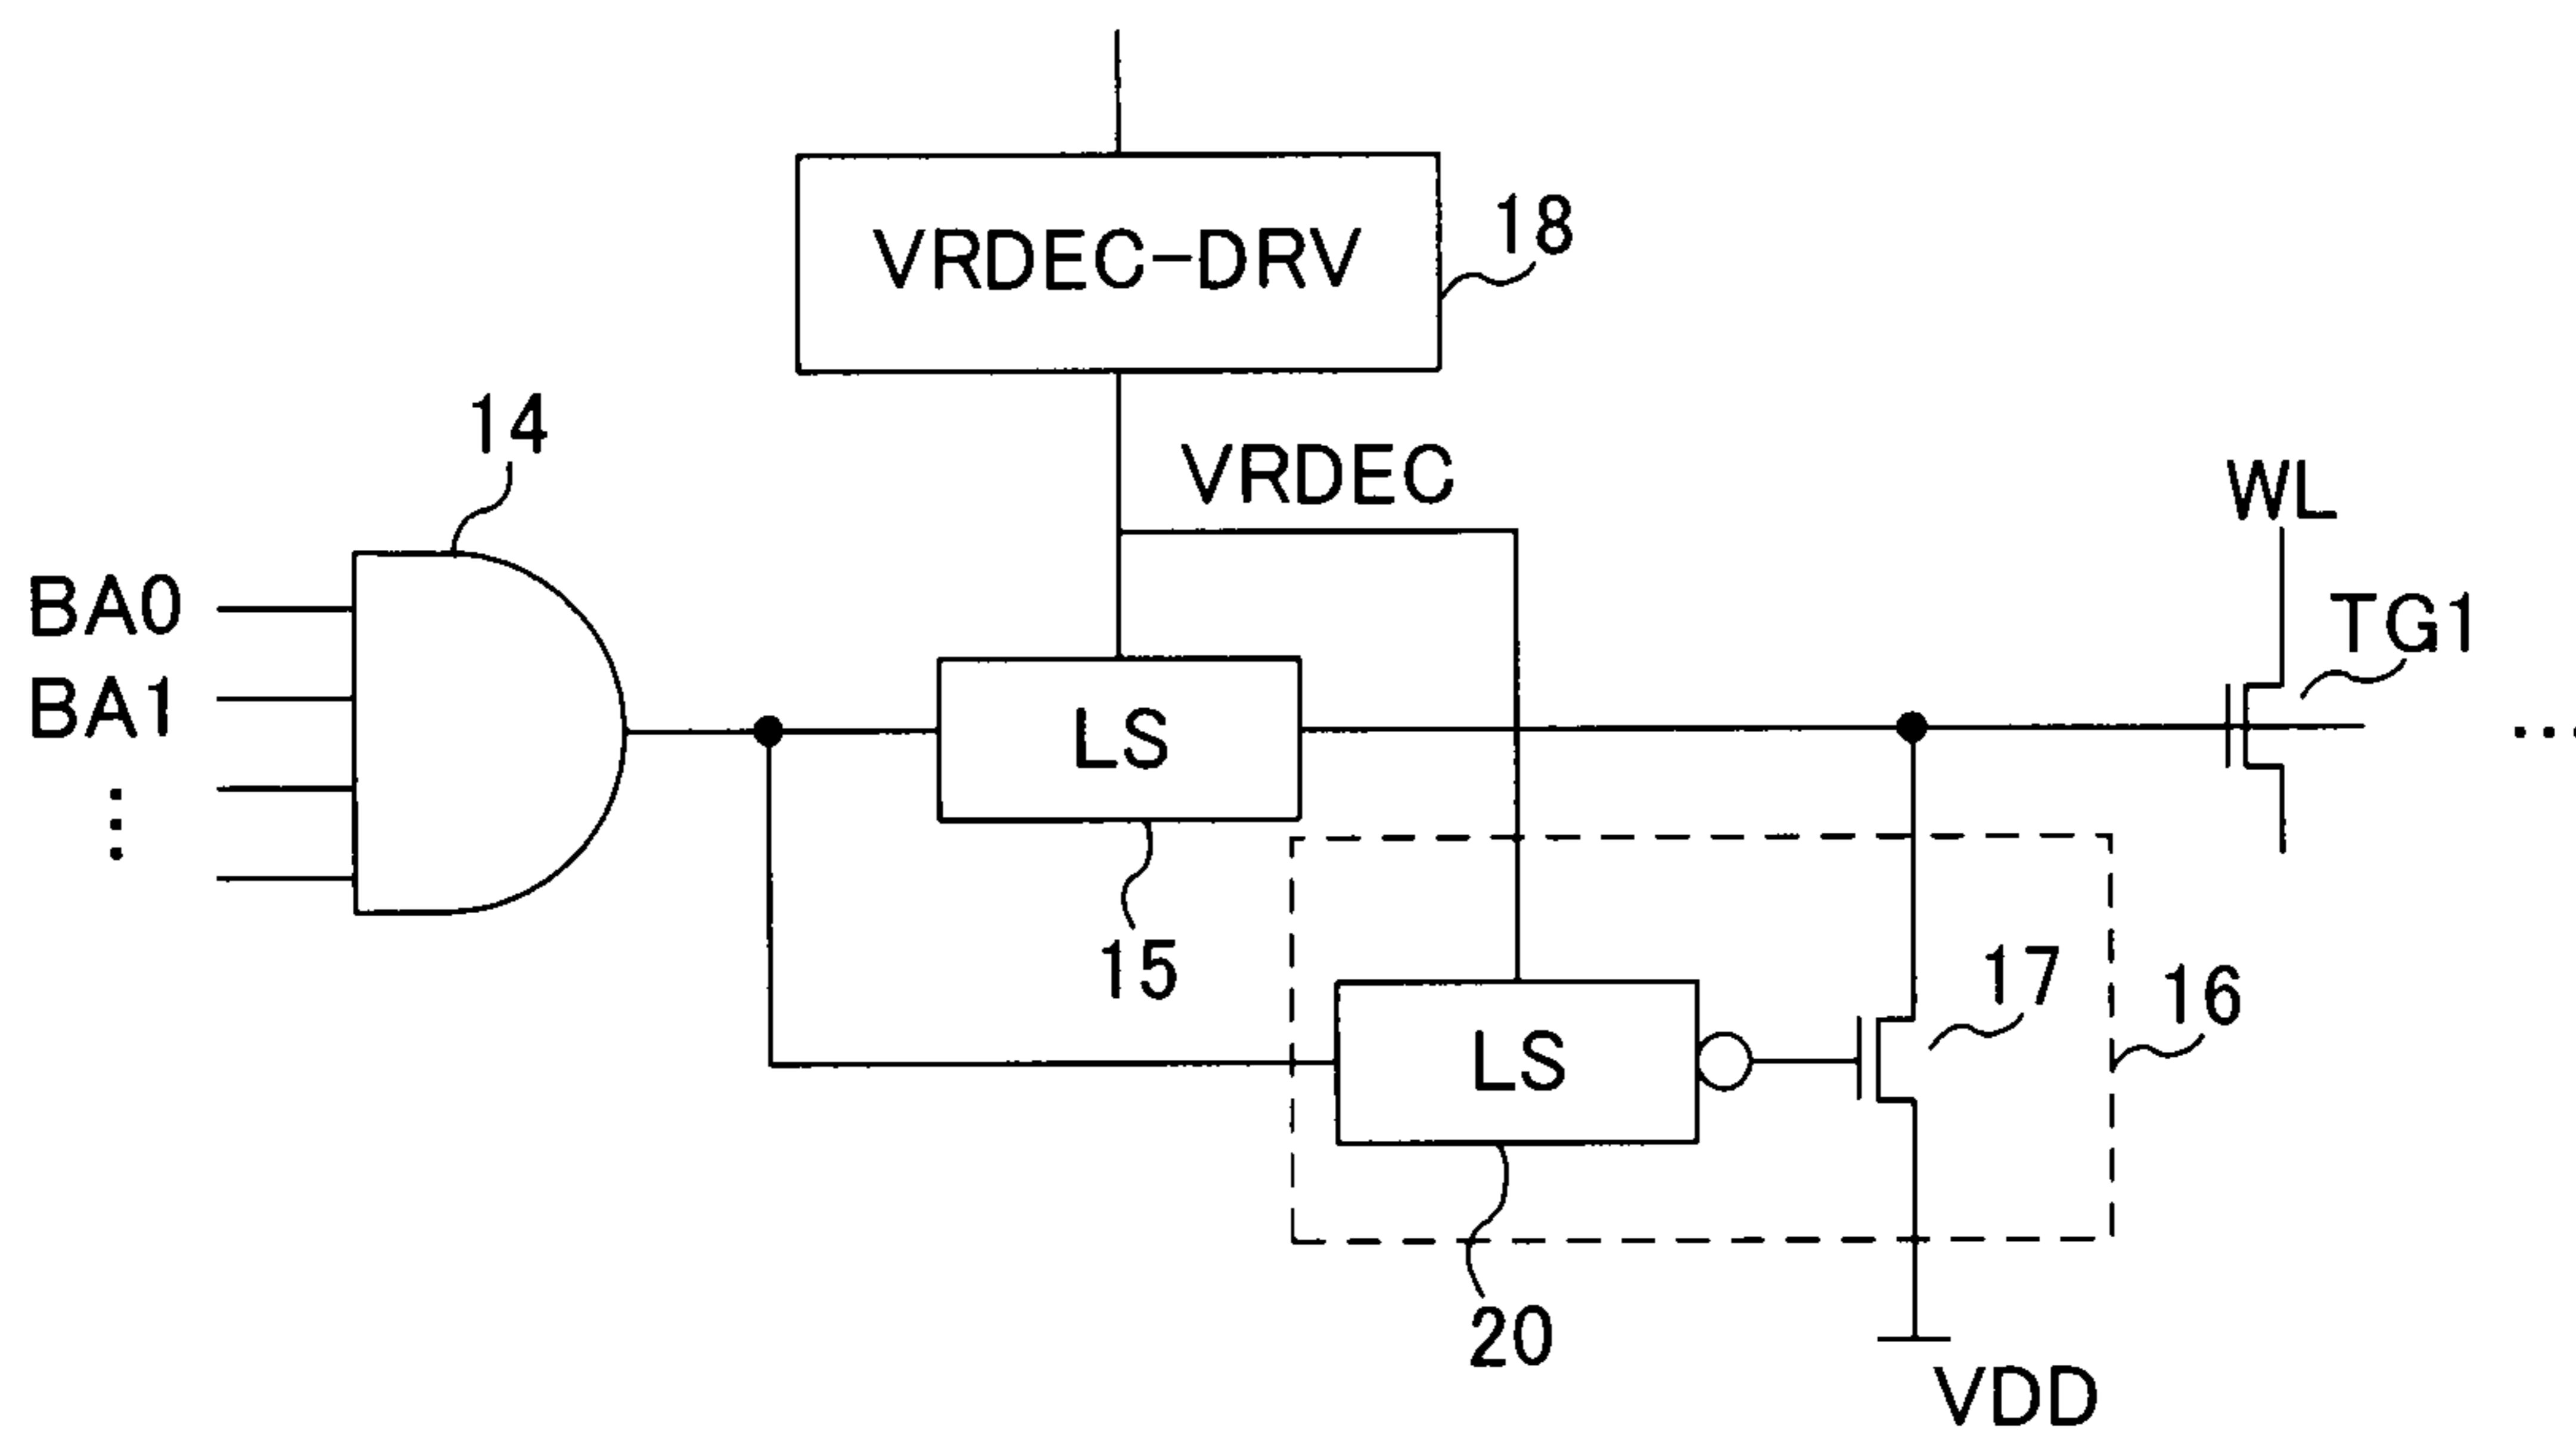 VRDEC-DRV
18
14
VRDEC
WL
BA0
TG1
BA1
LS
⋮
...
15
17
16
LS
20
VDD